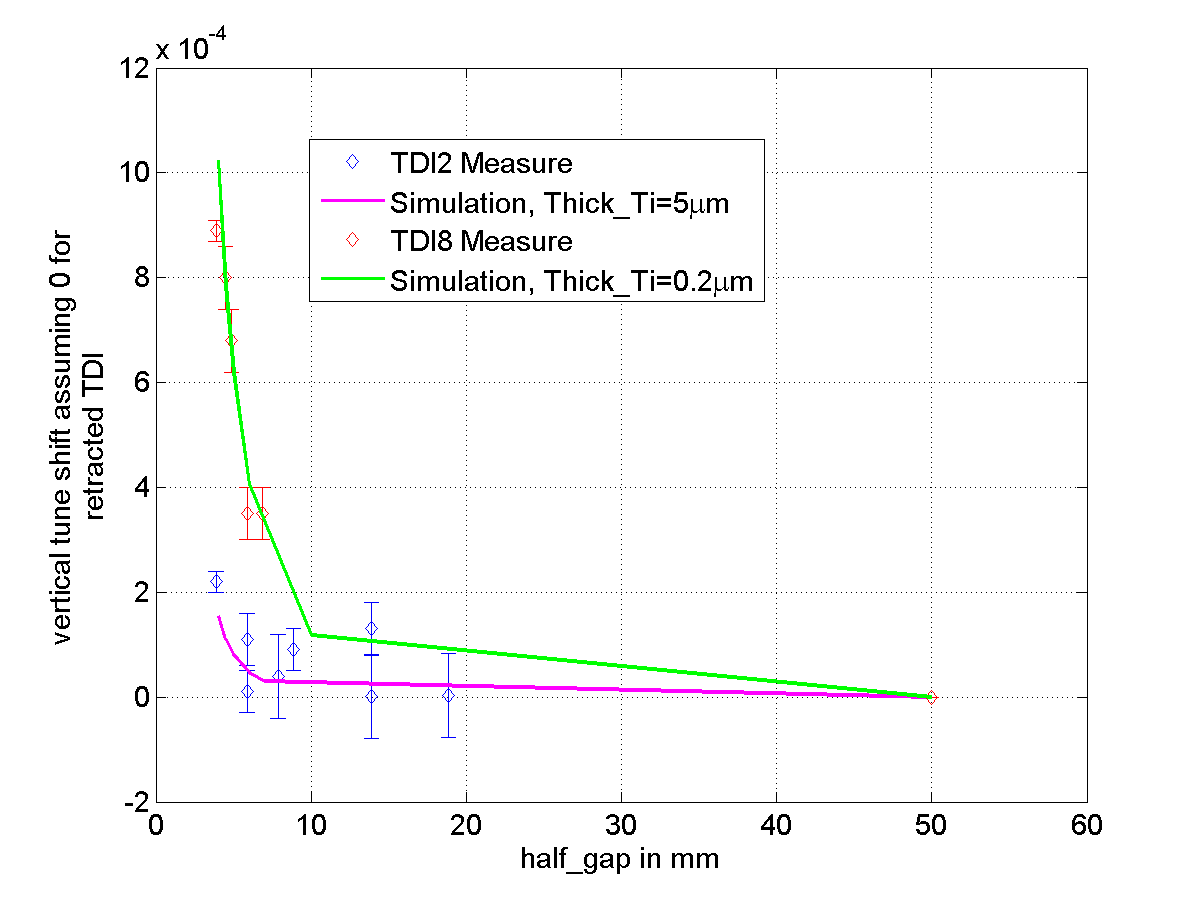 x 10-4
12
10
8
6
4
2
0
-2
vertical tune shift assuming 0 for
retracted TDI
TDI2 Measure
Simulation, Thick_Ti=5μm
TDI8 Measure
Simulation, Thick_Ti=0.2μm
0 10 20 30 40 50 60
half_gap in mm